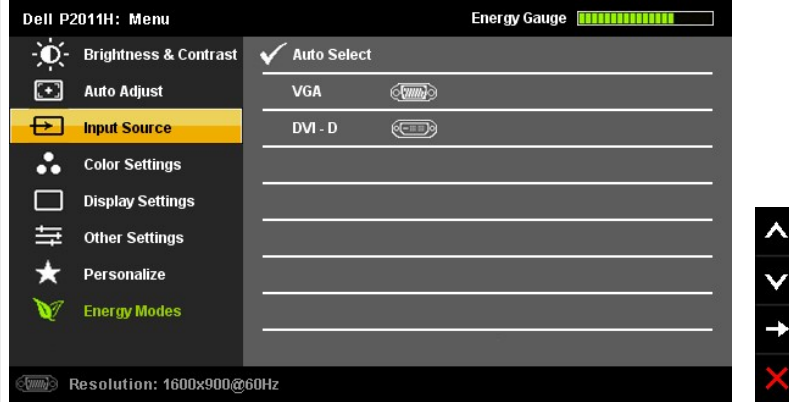 Dell P2011H: Menu
Energy Gauge
Brightness & Contrast
Auto Select
Auto Adjust
VGA
Input Source
DVI - D
Color Settings
Display Settings
Other Settings
Personalize
Energy Modes
Resolution: 1600x900@60Hz